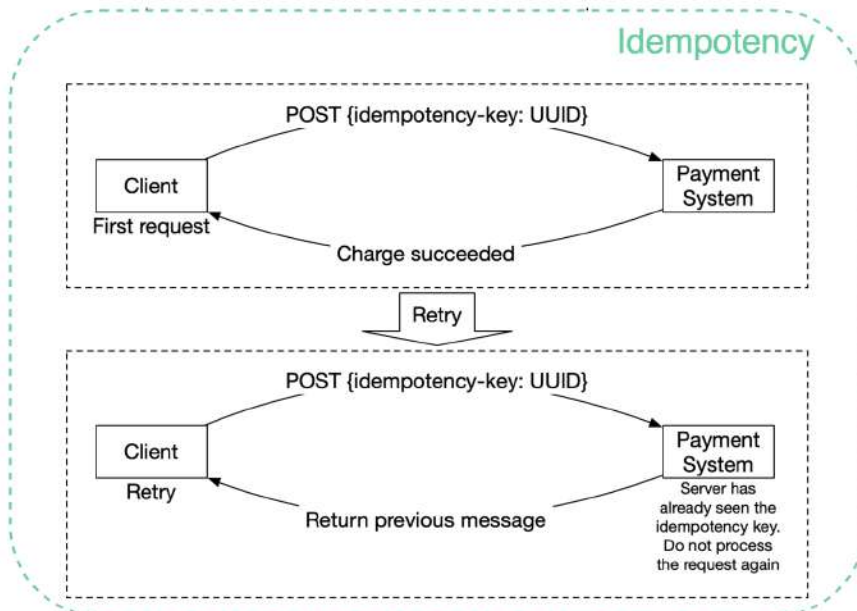 Idempotency
POST {idempotency-key: UUID}
Client
Payment
System
First request
Charge succeeded
Retry
POST {idempotency-key: UUID}
Client
Payment
System
Retry
Server has
already seen the
idempotency key.
Do not process
the request again
Return previous message